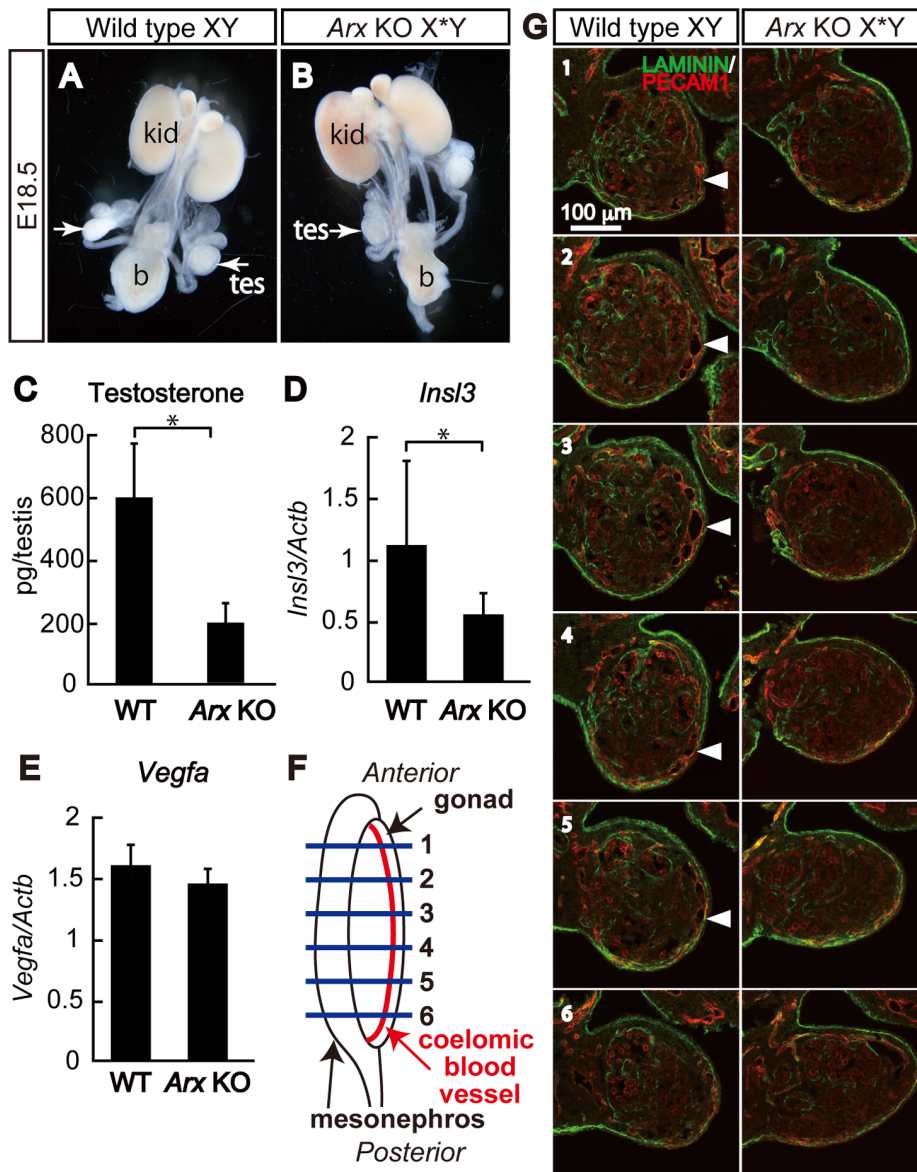 Wild type XY
Arx KO X*Y
E18.5
A
kid
b
tes
B
kid
tes
b
C
Testosterone
*
pg/testis
800
600
400
200
0
WT
Arx KO
D
Insl3
*
Insl3/Actb
2
1.5
1
0.5
0
WT
Arx KO
E
Vegfa
Vegfa/Actb
2
1.5
1
0.5
0
WT
Arx KO
F
Anterior
gonad
1
2
3
4
5
6
coelomic
blood
vessel
mesonephros
Posterior
G
Wild type XY
Arx KO X*Y
1
LAMININ/
PECAM1
100 μm
2
3
4
5
6